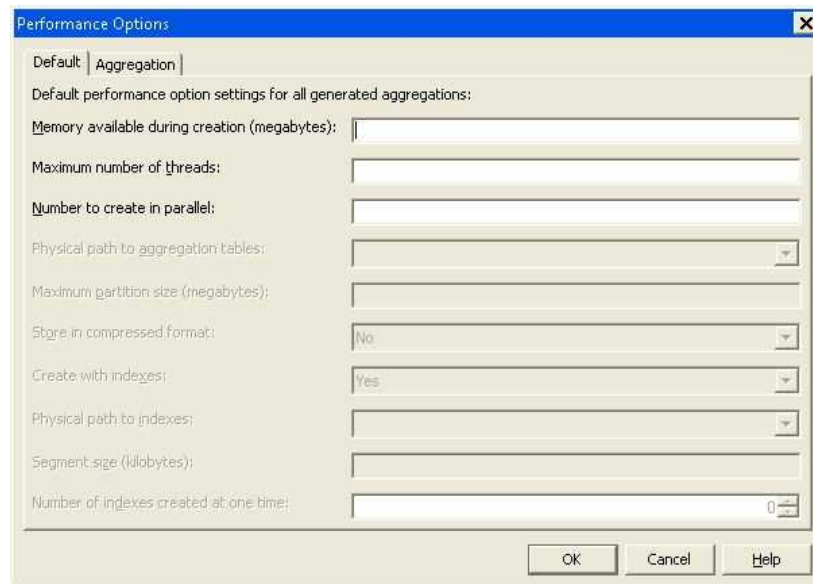 Performance Options
Default
Aggregation
Default performance option settings for all generated aggregations:
Memory available during creation (megabytes):
Maximum number of threads:
Number to create in parallel:
Physical path to aggregation tables:
Maximum partition size (megabytes):
Store in compressed format:
No
Create with indexes:
Yes
Physical path to indexes:
Segment size (kilobytes):
Number of indexes created at one time:
0
OK
Cancel
Help